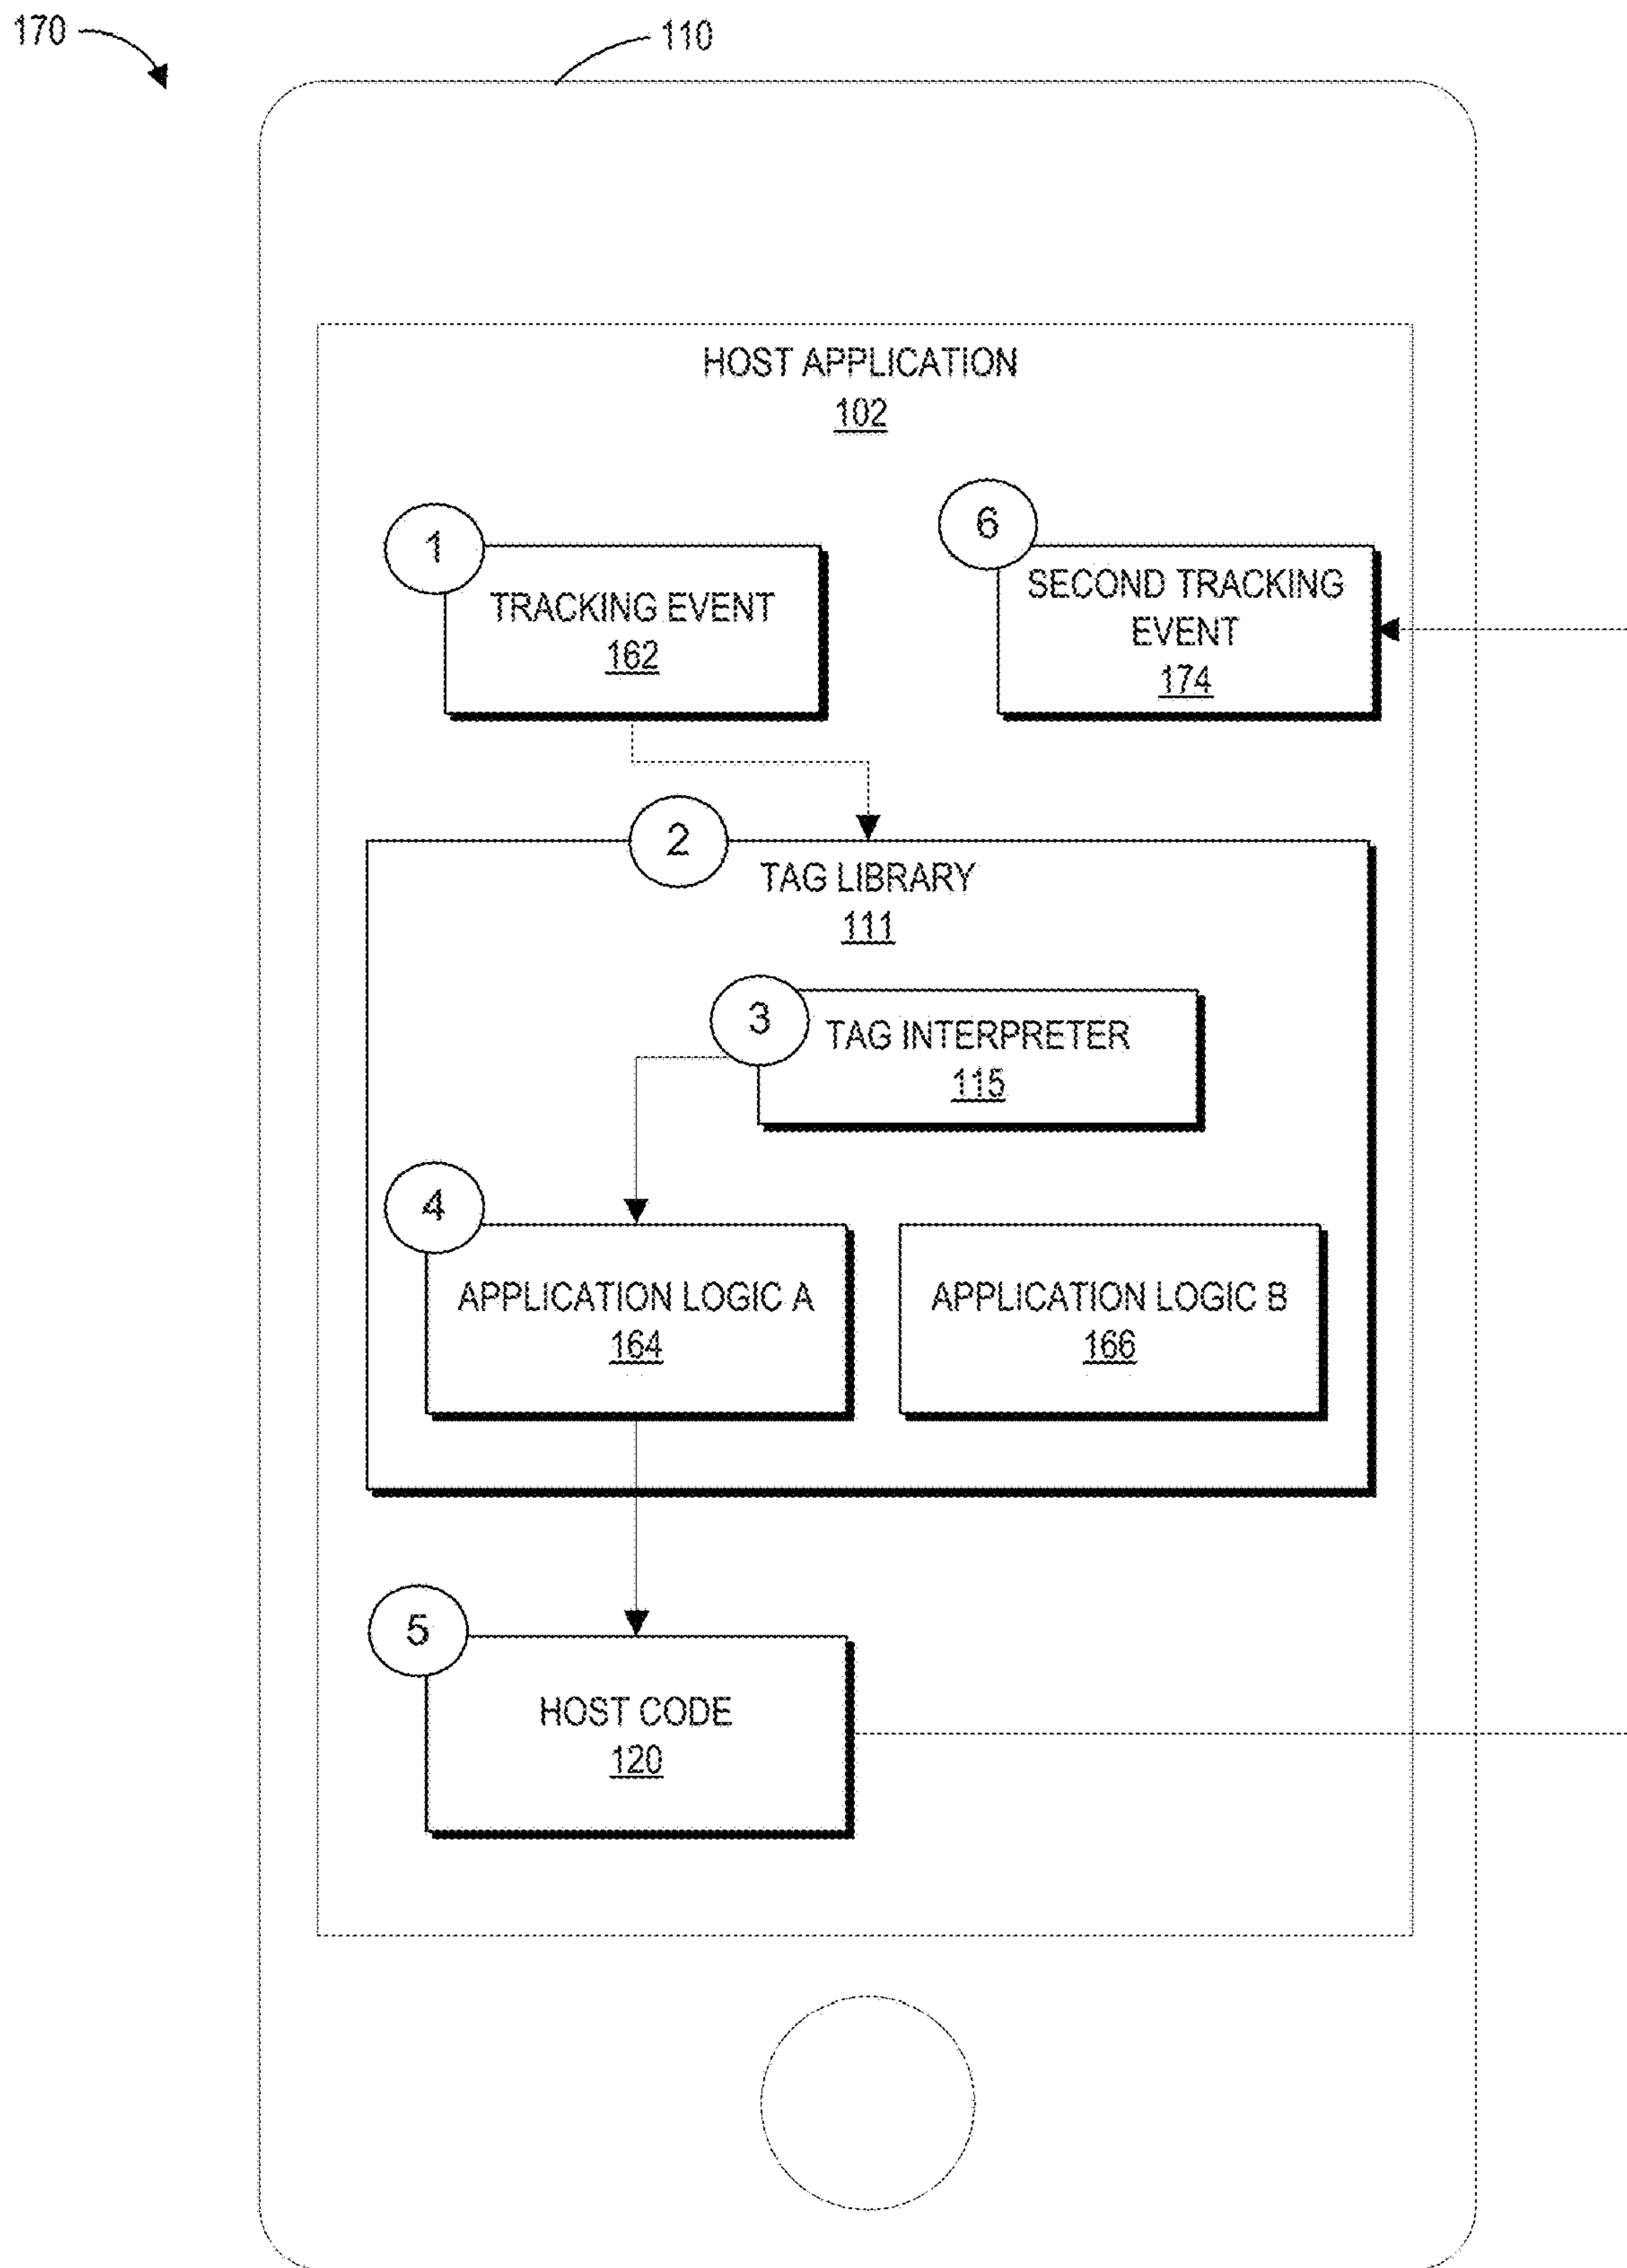 170
110
HOST APPLICATION
102
1
TRACKING EVENT
162
6
SECOND TRACKING
EVENT
174
2
TAG LIBRARY
111
3
TAG INTERPRETER
115
4
APPLICATION LOGIC A
164
APPLICATION LOGIC B
166
5
HOST CODE
120